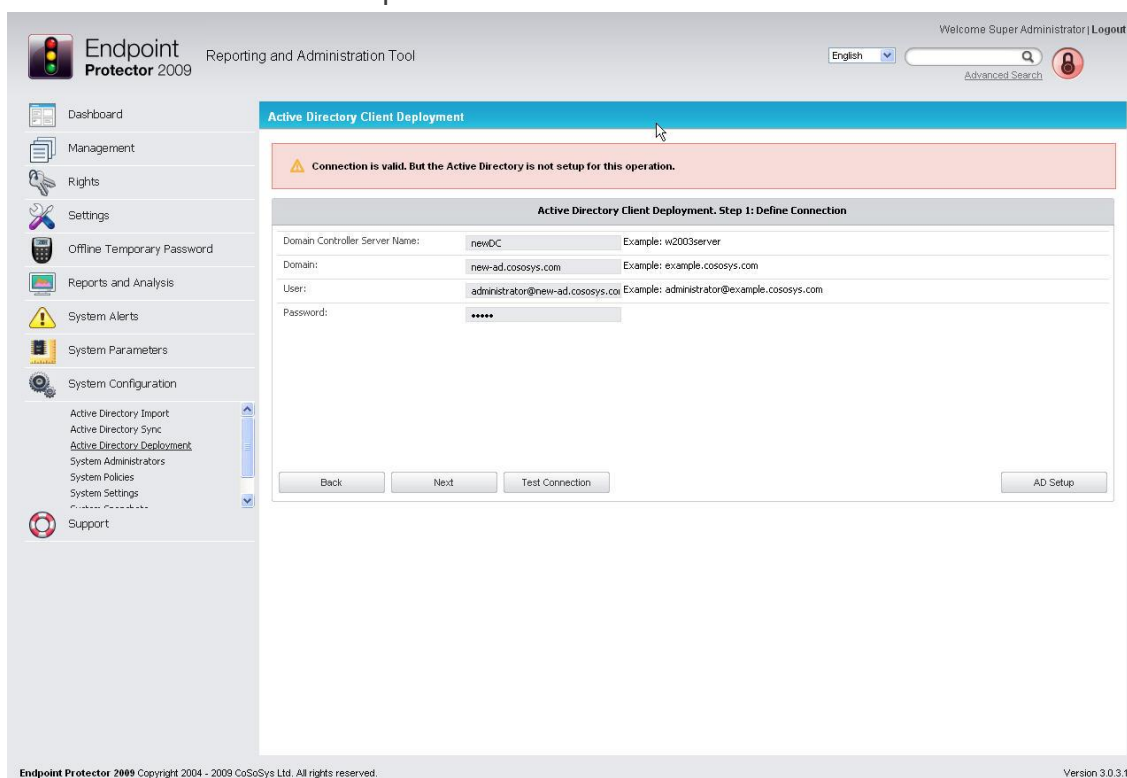 Welcome Super Administrator | Logout
Endpoint
Protector 2009
Reporting and Administration Tool
English
Advanced Search
Dashboard
Management
Rights
Settings
Offline Temporary Password
Reports and Analysis
System Alerts
System Parameters
System Configuration
Active Directory Import
Active Directory Sync
Active Directory Deployment
System Administrators
System Policies
System Settings
Support
Active Directory Client Deployment
Connection is valid. But the Active Directory is not setup for this operation.
Active Directory Client Deployment. Step 1: Define Connection
Domain Controller Server Name: newDC Example: w2003server
Domain: new-ad.cososys.com Example: example.cososys.com
User: administrator@new-ad.cososys.co Example: administrator@example.cososys.com
Password: •••••
Back Next Test Connection AD Setup
Endpoint Protector 2009 Copyright 2004 - 2009 CoSoSys Ltd. All rights reserved.
Version 3.0.3.1